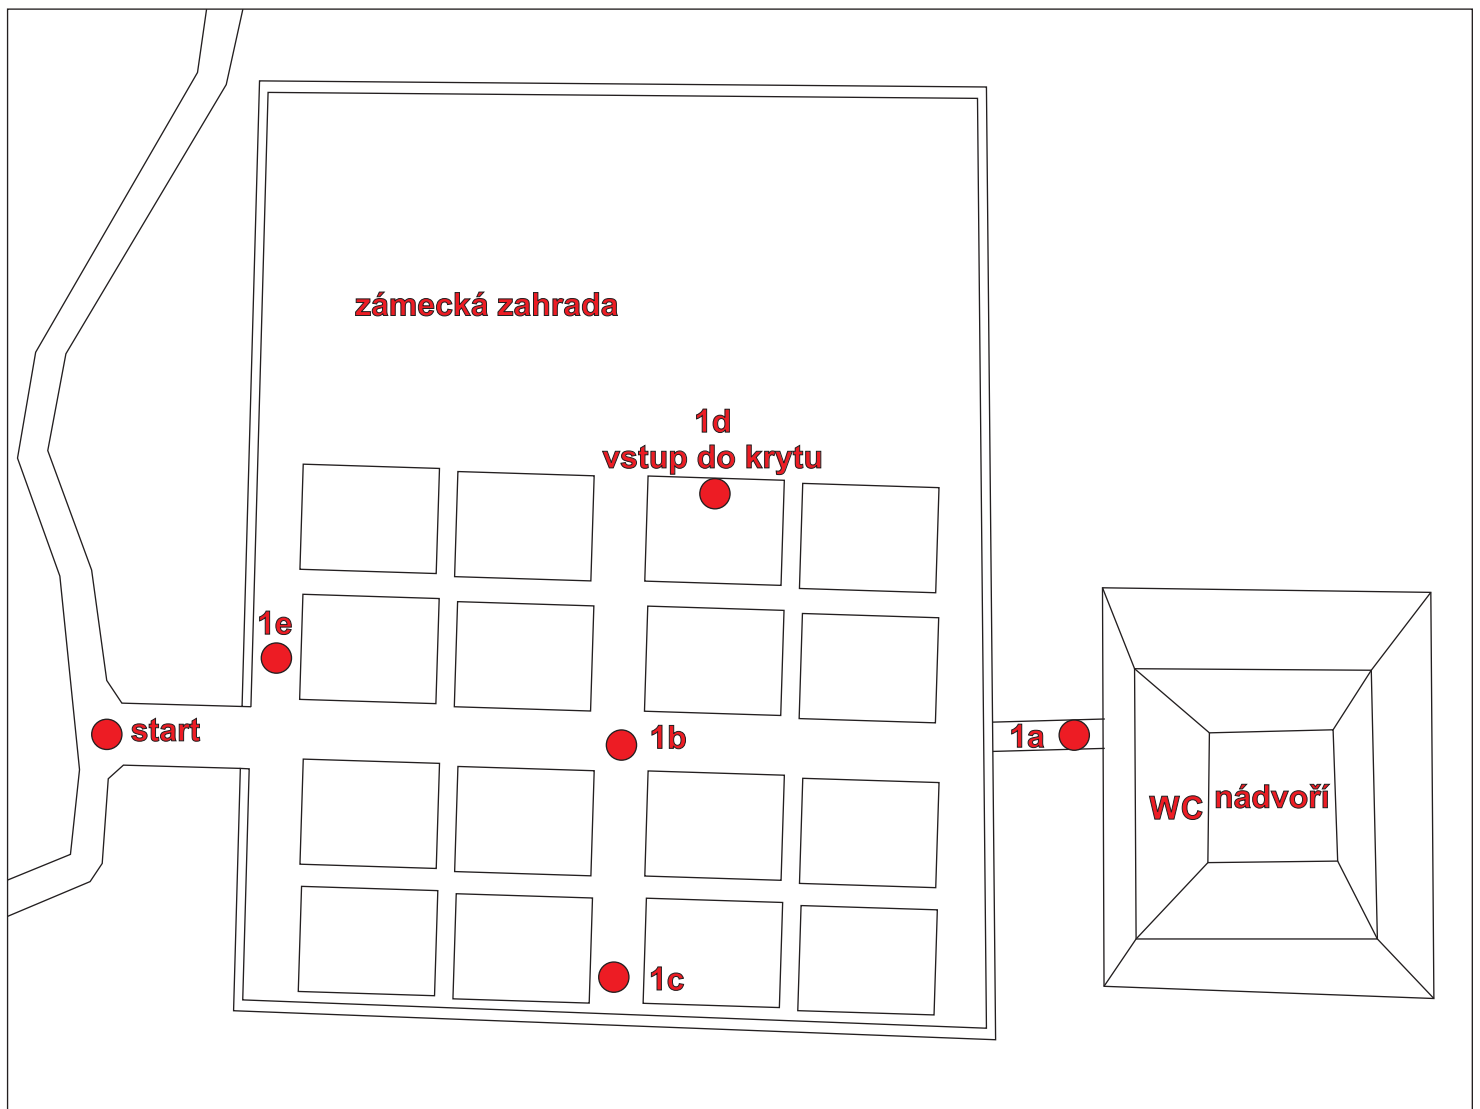 zámecká zahrada
1d
vstup do krytu
1e
start
1b
1a
WC
nádvoří
1c